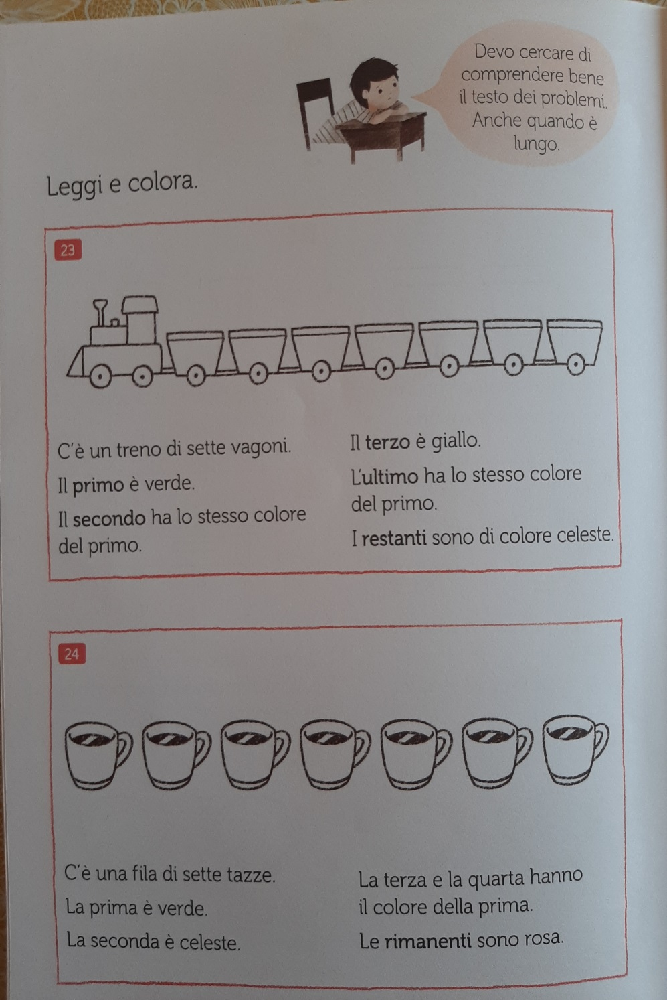 Devo cercare di
comprendere bene
il testo dei problemi.
Anche quando è
lungo.
Leggi e colora.
23
C'è un treno di sette vagoni.
Il primo è verde.
Il secondo ha lo stesso colore
del primo.
Il terzo è giallo.
L'ultimo ha lo stesso colore
del primo.
I restanti sono di colore celeste.
24
C'è una fila di sette tazze.
La prima è verde.
La seconda è celeste.
La terza e la quarta hanno
il colore della prima.
Le rimanenti sono rosa.